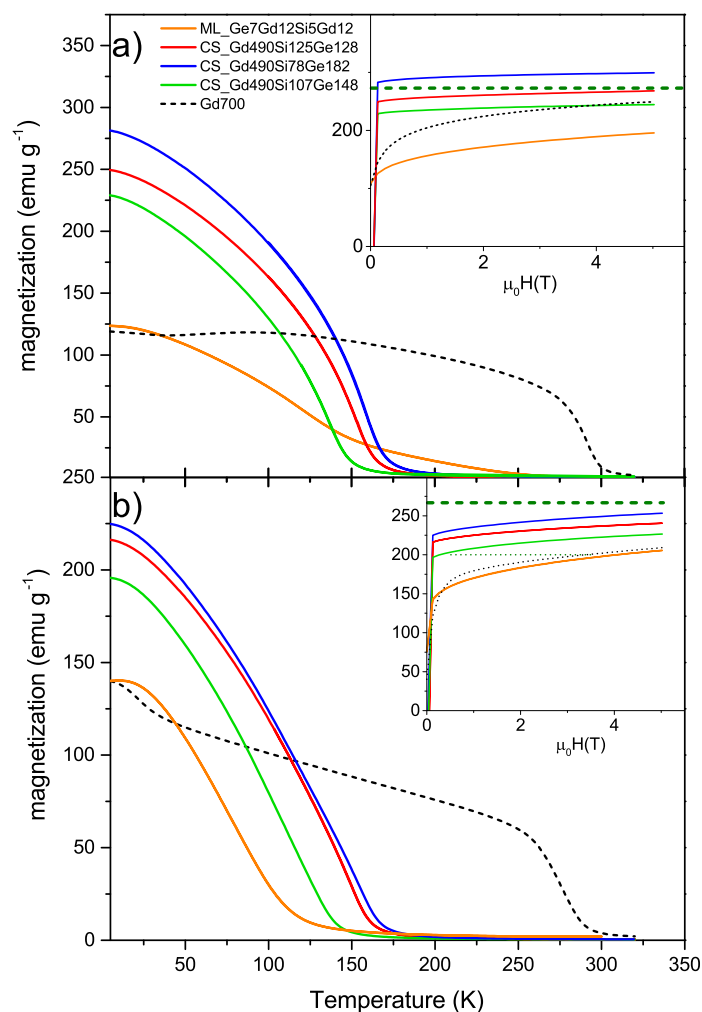 a)
ML_Ge7Gd12Si5Gd12
CS_Gd490Si125Ge128
CS_Gd490Si78Ge182
CS_Gd490Si107Ge148
Gd700
350
300
250
200
150
100
50
250
magnetization (emu g⁻¹)
200
0
0 2 4
μ₀H(T)
b)
200
150
100
50
0
magnetization (emu g⁻¹)
250
200
150
100
50
0
0 2 4
μ₀H(T)
50 100 150 200 250 300 350
Temperature (K)